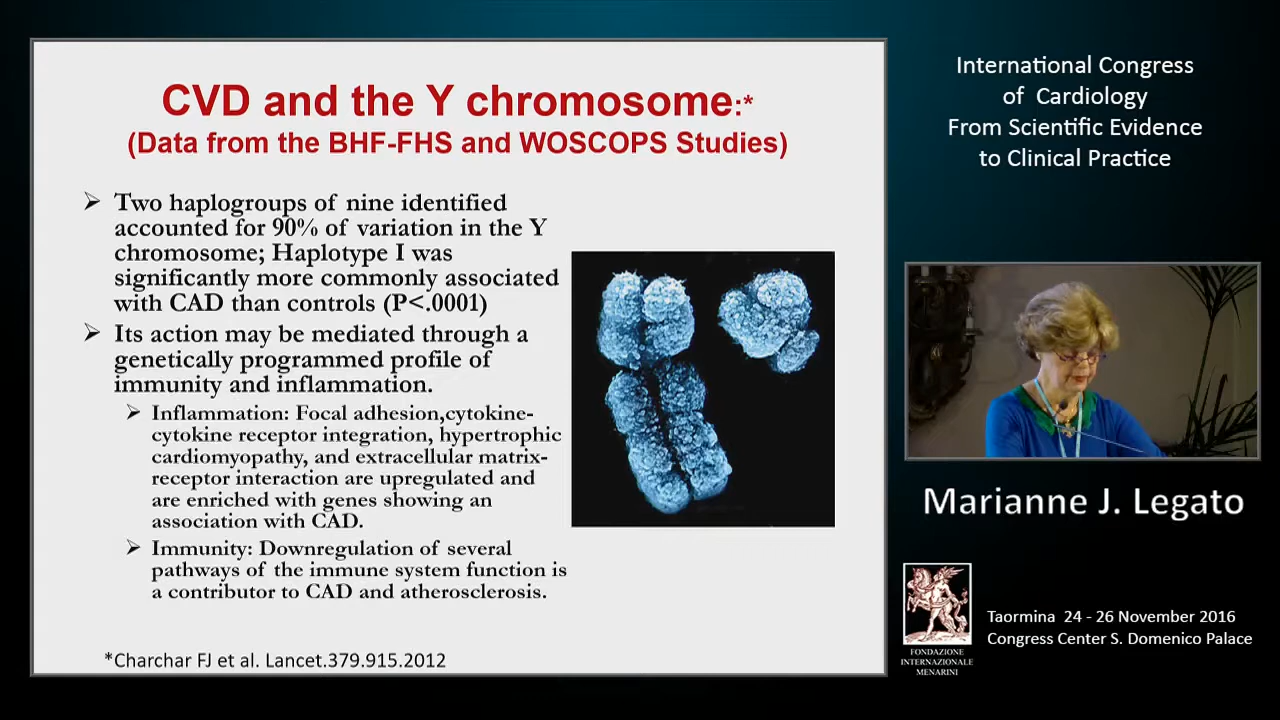 CVD and the Y chromosome:*
(Data from the BHF-FHS and WOSCOPS Studies)
Two haplogroups of nine identified
accounted for 90% of variation in the Y
chromosome; Haplotype I was
significantly more commonly associated
with CAD than controls (P<.0001)
Its action may be mediated through a
genetically programmed profile of
immunity and inflammation.
Inflammation: Focal adhesion,cytokine-
cytokine receptor integration, hypertrophic
cardiomyopathy, and extracellular matrix-
receptor interaction are upregulated and
are enriched with genes showing an
association with CAD.
Immunity: Downregulation of several
pathways of the immune system function is
a contributor to CAD and atherosclerosis.
*Charchar FJ et al. Lancet.379.915.2012
International Congress
of Cardiology
From Scientific Evidence
to Clinical Practice
Marianne J. Legato
FONDAZIONE
INTERNAZIONALE
MENARINI
Taormina 24 - 26 November 2016
Congress Center S. Domenico Palace